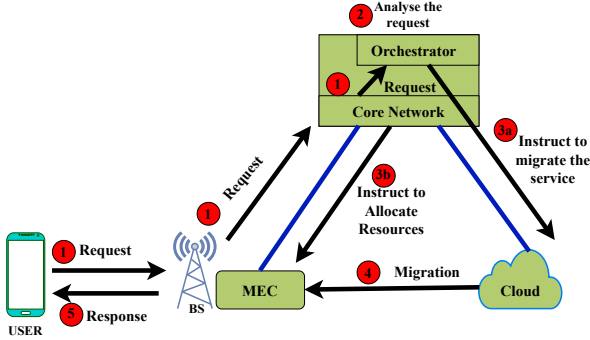 2 Analyse the
request
Orchestrator
1 Request
Core Network
3a
Instruct to
migrate the
service
3b
Instruct to
Allocate
Resources
1 Request
1 Request
5 Response
USER
BS
MEC
4 Migration
Cloud